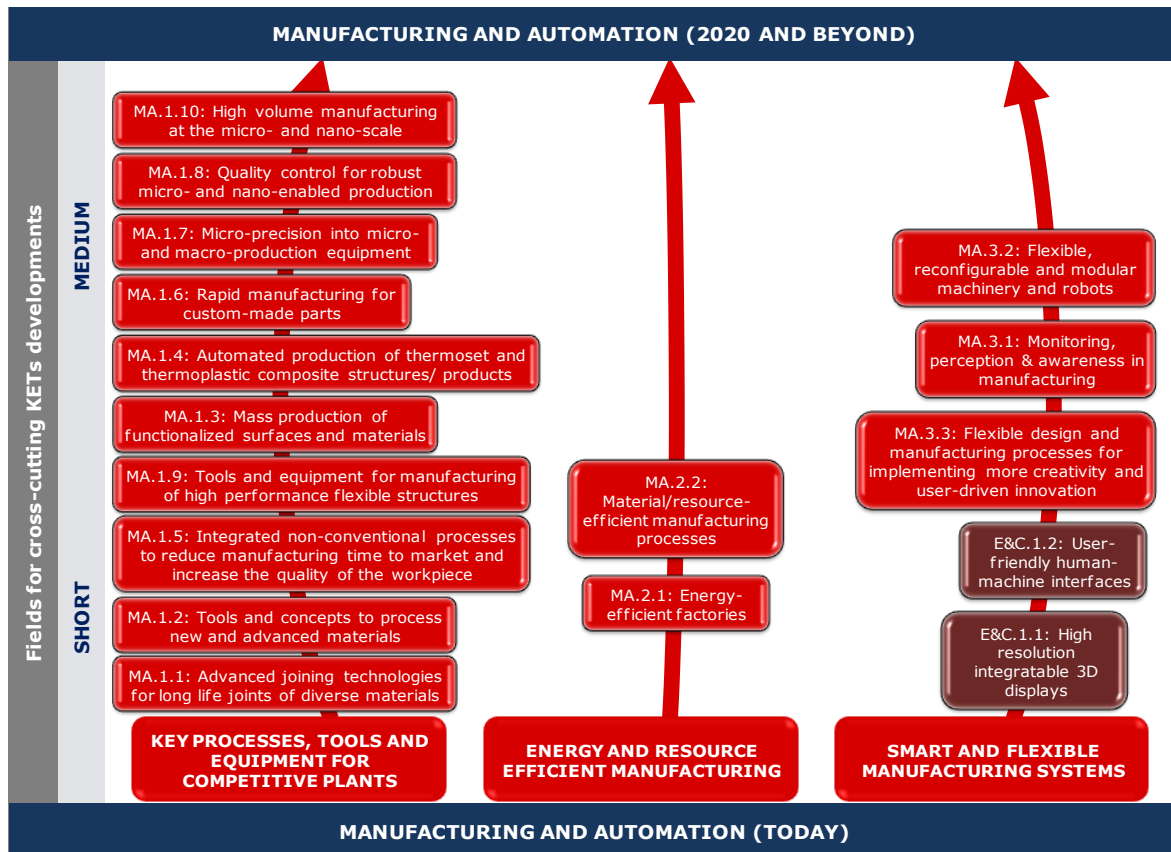 MANUFACTURING AND AUTOMATION (2020 AND BEYOND)
Fields for cross-cutting KETs developments
MEDIUM
SHORT
MA.1.10: High volume manufacturing
at the micro- and nano-scale
MA.1.8: Quality control for robust
micro- and nano-enabled production
MA.1.7: Micro-precision into micro-
and macro-production equipment
MA.1.6: Rapid manufacturing for
custom-made parts
MA.1.4: Automated production of thermoset and
thermoplastic composite structures/ products
MA.1.3: Mass production of
functionalized surfaces and materials
MA.1.9: Tools and equipment for manufacturing
of high performance flexible structures
MA.1.5: Integrated non-conventional processes
to reduce manufacturing time to market and
increase the quality of the workpiece
MA.1.2: Tools and concepts to process
new and advanced materials
MA.1.1: Advanced joining technologies
for long life joints of diverse materials
KEY PROCESSES, TOOLS AND
EQUIPMENT FOR
COMPETITIVE PLANTS
MA.2.2:
Material/resource-
efficient manufacturing
processes
MA.2.1: Energy-
efficient factories
ENERGY AND RESOURCE
EFFICIENT MANUFACTURING
MA.3.2: Flexible,
reconfigurable and modular
machinery and robots
MA.3.1: Monitoring,
perception & awareness in
manufacturing
MA.3.3: Flexible design and
manufacturing processes for
implementing more creativity and
user-driven innovation
E&C.1.2: User-
friendly human-
machine interfaces
E&C.1.1: High
resolution
integratable 3D
displays
SMART AND FLEXIBLE
MANUFACTURING SYSTEMS
MANUFACTURING AND AUTOMATION (TODAY)